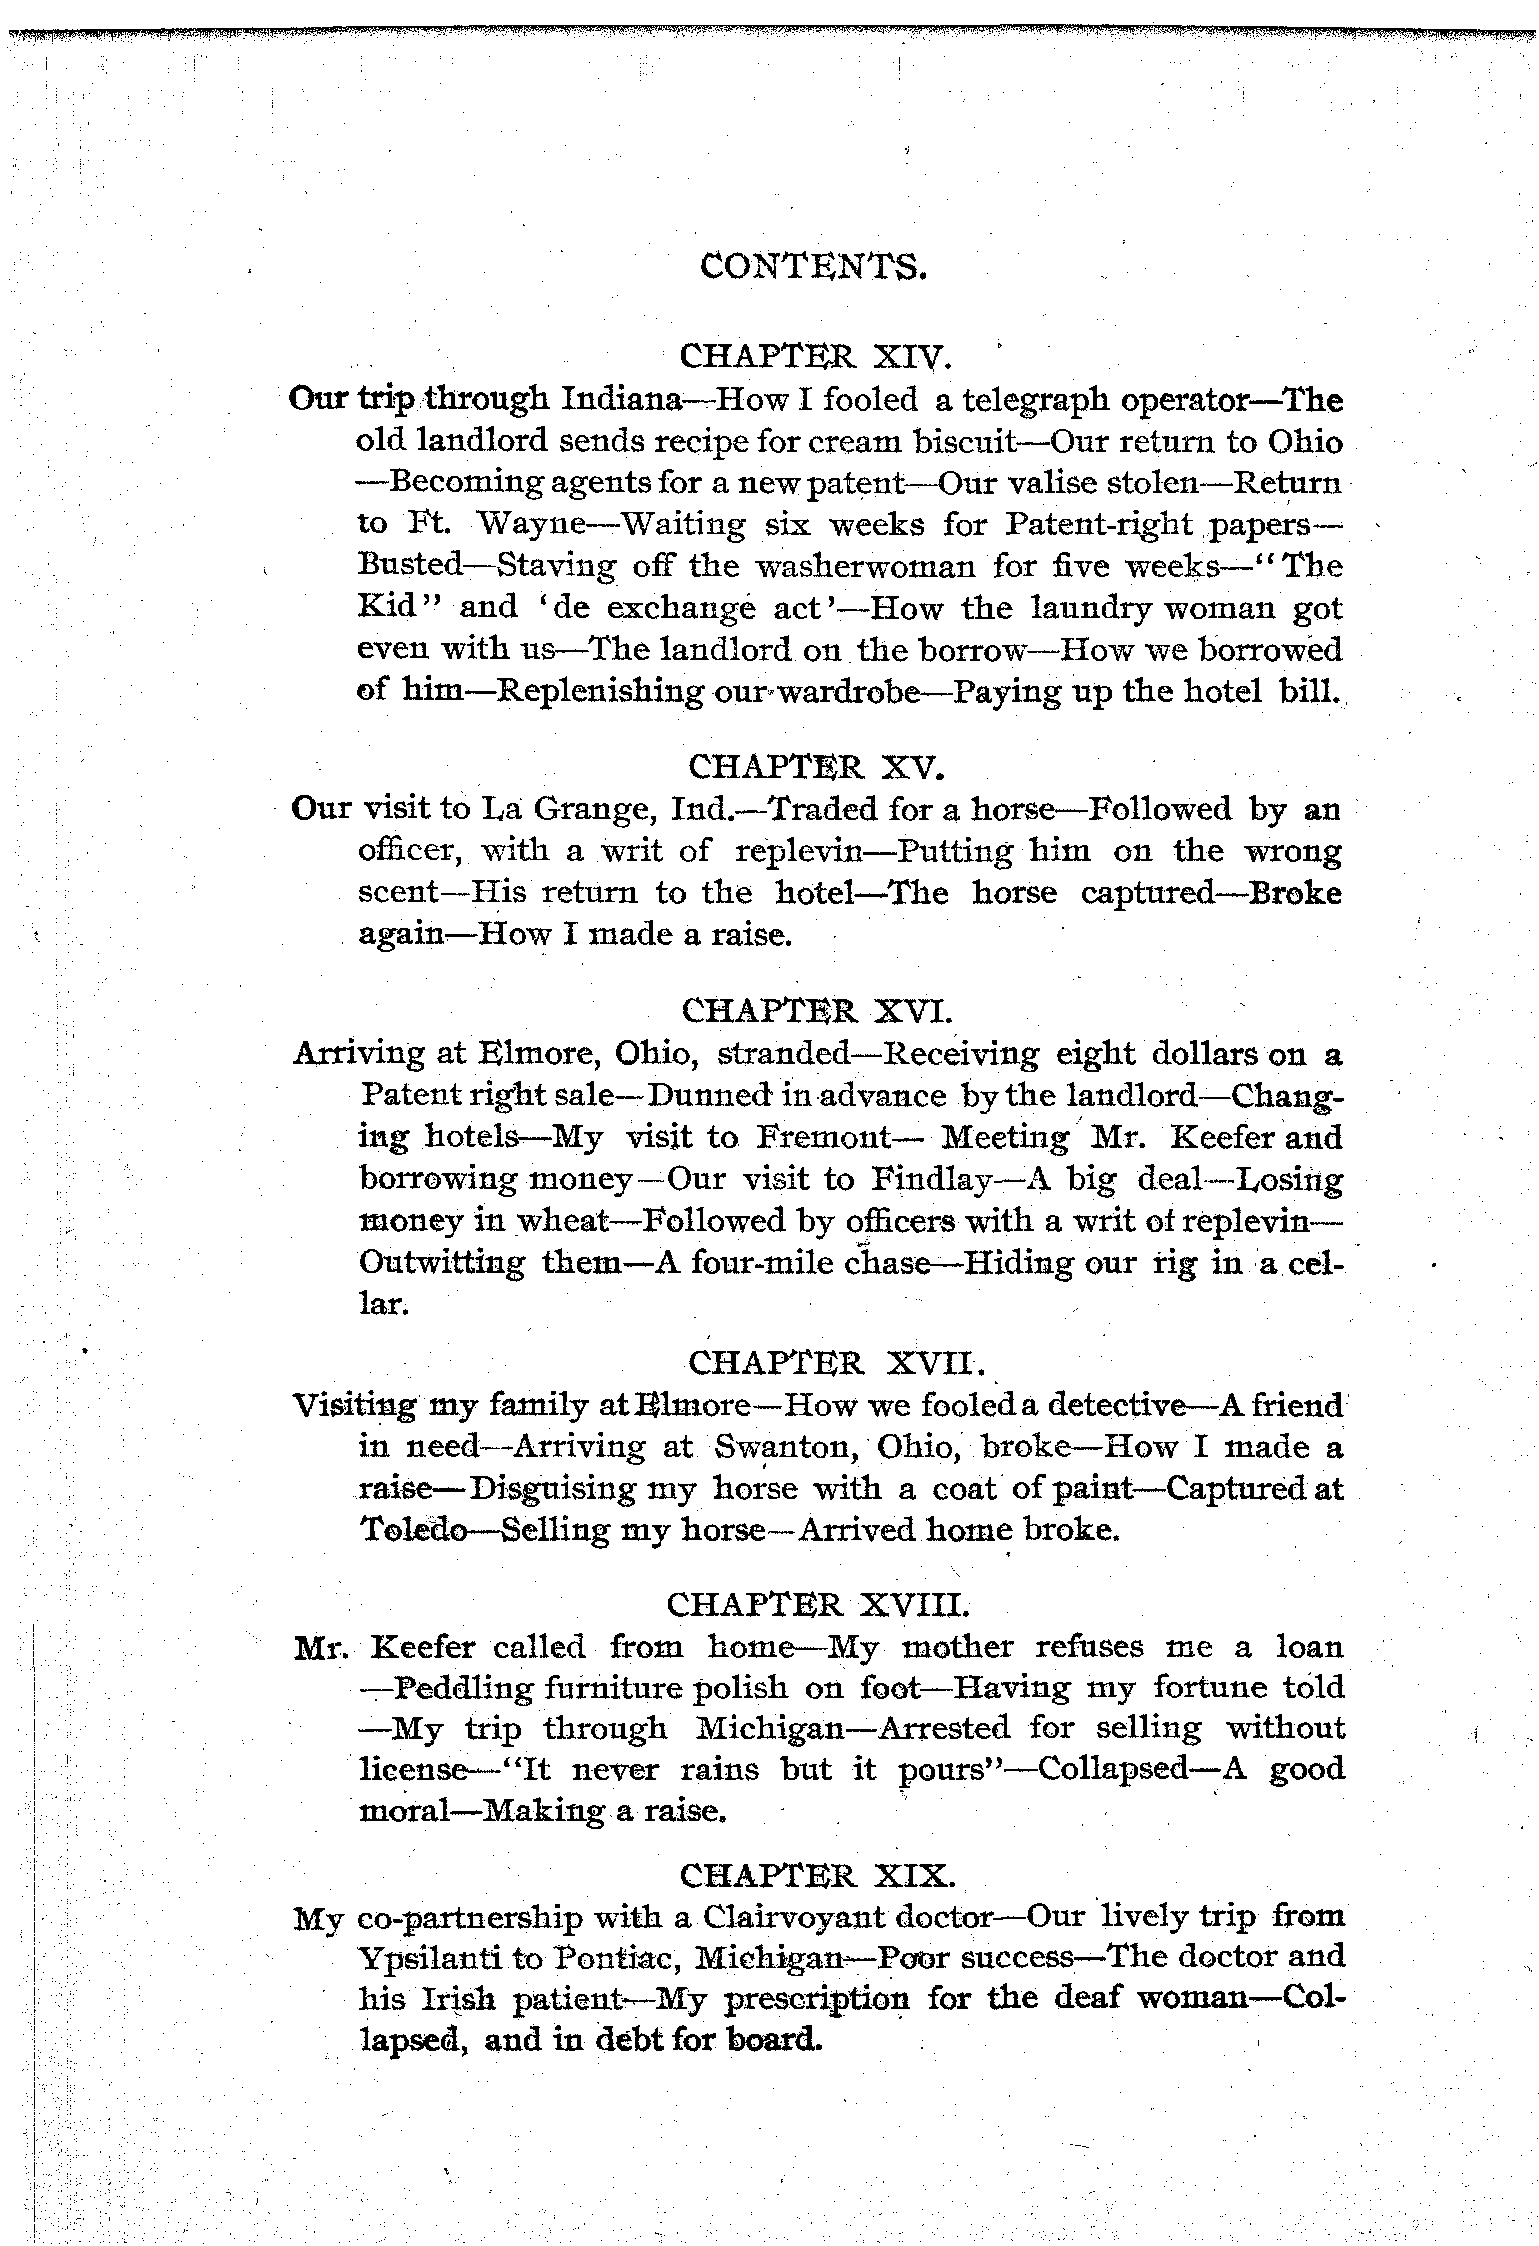 CONTENTS.
CHAPTER XIV.
Our trip through Indiana—How I fooled a telegraph operator—The
old landlord sends recipe for cream biscuit—Our return to Ohio
—Becoming agents for a new patent—Our valise stolen—Return
to Ft. Wayne—Waiting six weeks for Patent-right papers—
Busted—Staving off the washerwoman for five weeks—"The
Kid" and 'de exchange act'—How the laundry woman got
even with us—The landlord on the borrow—How we borrowed
of him—Replenishing our wardrobe—Paying up the hotel bill.
CHAPTER XV.
Our visit to La Grange, Ind.—Traded for a horse—Followed by an
officer, with a writ of replevin—Putting him on the wrong
scent—His return to the hotel—The horse captured—Broke
again—How I made a raise.
CHAPTER XVI.
Arriving at Elmore, Ohio, stranded—Receiving eight dollars on a
Patent right sale—Dunned in advance by the landlord—Chang-
ing hotels—My visit to Fremont— Meeting Mr. Keefer and
borrowing money—Our visit to Findlay—A big deal—Losing
money in wheat—Followed by officers with a writ of replevin—
Outwitting them—A four-mile chase—Hiding our rig in a cel-
lar.
CHAPTER XVII.
Visiting my family at Elmore—How we fooled a detective—A friend
in need—Arriving at Swanton, Ohio, broke—How I made a
raise—Disguising my horse with a coat of paint—Captured at
Toledo—Selling my horse—Arrived home broke.
CHAPTER XVIII.
Mr. Keefer called from home—My mother refuses me a loan
—Peddling furniture polish on foot—Having my fortune told
—My trip through Michigan—Arrested for selling without
license—"It never rains but it pours"—Collapsed—A good
moral—Making a raise.
CHAPTER XIX.
My co-partnership with a Clairvoyant doctor—Our lively trip from
Ypsilanti to Pontiac, Michigan—Poor success—The doctor and
his Irish patient—My prescription for the deaf woman—Col-
lapsed, and in debt for board.